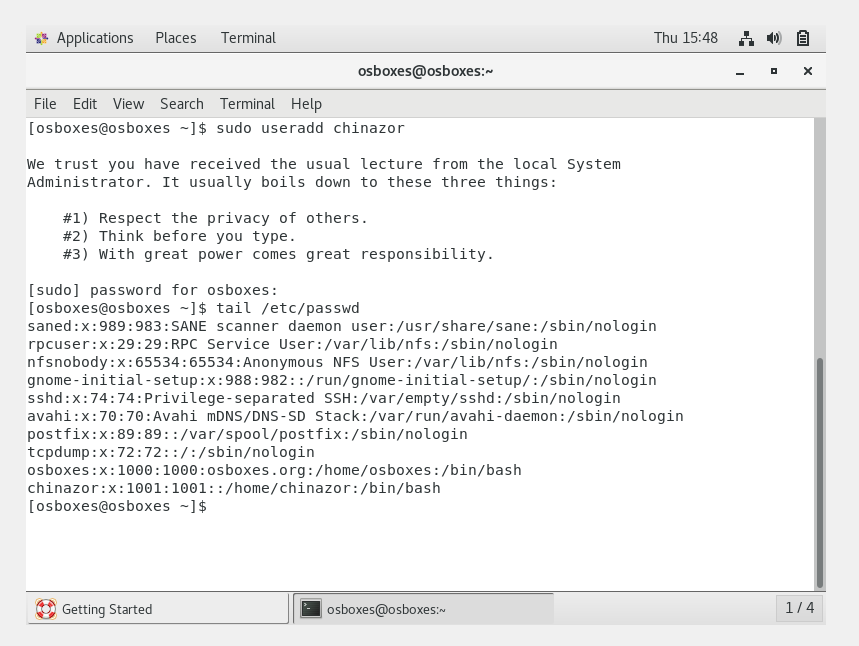 Applications Places Terminal Thu 15:48
osboxes@osboxes:~
File Edit View Search Terminal Help
[osboxes@osboxes ~]$ sudo useradd chinazor
We trust you have received the usual lecture from the local System
Administrator. It usually boils down to these three things:
#1) Respect the privacy of others.
#2) Think before you type.
#3) With great power comes great responsibility.
[sudo] password for osboxes:
[osboxes@osboxes ~]$ tail /etc/passwd
saned:x:989:983:SANE scanner daemon user:/usr/share/sane:/sbin/nologin
rpcuser:x:29:29:RPC Service User:/var/lib/nfs:/sbin/nologin
nfsnobody:x:65534:65534:Anonymous NFS User:/var/lib/nfs:/sbin/nologin
gnome-initial-setup:x:988:982::/run/gnome-initial-setup/:/sbin/nologin
sshd:x:74:74:Privilege-separated SSH:/var/empty/sshd:/sbin/nologin
avahi:x:70:70:Avahi mDNS/DNS-SD Stack:/var/run/avahi-daemon:/sbin/nologin
postfix:x:89:89::/var/spool/postfix:/sbin/nologin
tcpdump:x:72:72::/:/sbin/nologin
osboxes:x:1000:1000:osboxes.org:/home/osboxes:/bin/bash
chinazor:x:1001:1001::/home/chinazor:/bin/bash
[osboxes@osboxes ~]$
Getting Started osboxes@osboxes:~ 1 / 4